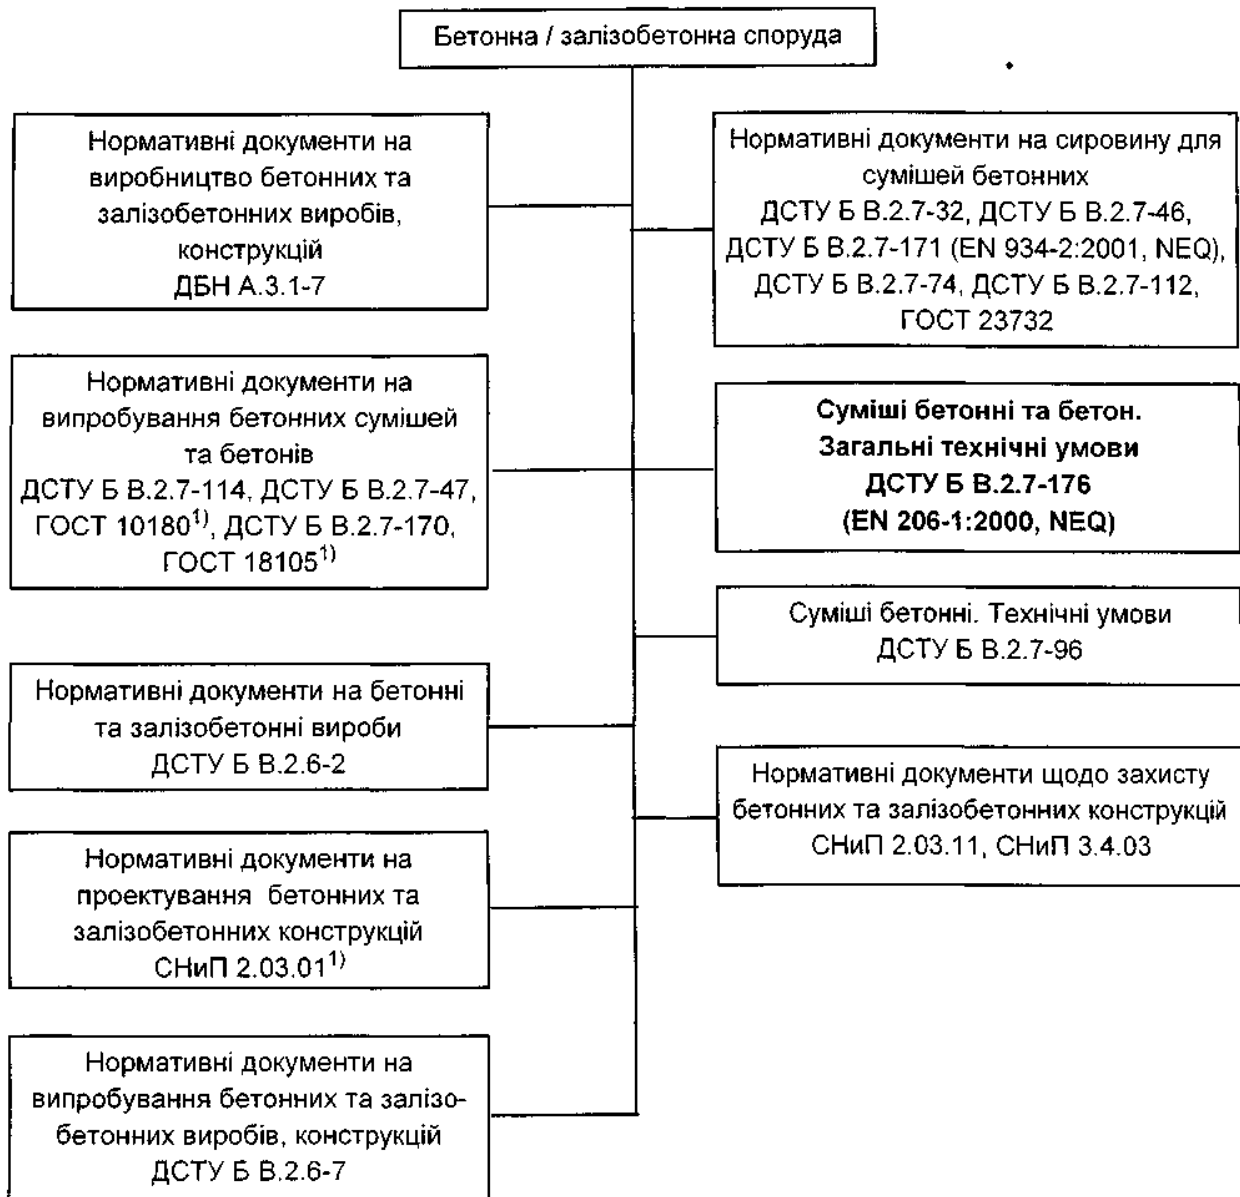 Бетонна / залізобетонна споруда
Нормативні документи на
виробництво бетонних та
залізобетонних виробів,
конструкцій
ДБН А.3.1-7
Нормативні документи на
випробування бетонних сумішей
та бетонів
ДСТУ Б В.2.7-114, ДСТУ Б В.2.7-47,
ГОСТ 10180¹⁾, ДСТУ Б В.2.7-170,
ГОСТ 18105¹⁾
Нормативні документи на бетонні
та залізобетонні вироби
ДСТУ Б В.2.6-2
Нормативні документи на
проектування бетонних та
залізобетонних конструкцій
СНиП 2.03.01¹⁾
Нормативні документи на
випробування бетонних та залізо-
бетонних виробів, конструкцій
ДСТУ Б В.2.6-7
Нормативні документи на сировину для
сумішей бетонних
ДСТУ Б В.2.7-32, ДСТУ Б В.2.7-46,
ДСТУ Б В.2.7-171 (EN 934-2:2001, NEQ),
ДСТУ Б В.2.7-74, ДСТУ Б В.2.7-112,
ГОСТ 23732
Суміші бетонні та бетон.
Загальні технічні умови
ДСТУ Б В.2.7-176
(EN 206-1:2000, NEQ)
Суміші бетонні. Технічні умови
ДСТУ Б В.2.7-96
Нормативні документи щодо захисту
бетонних та залізобетонних конструкцій
СНиП 2.03.11, СНиП 3.4.03